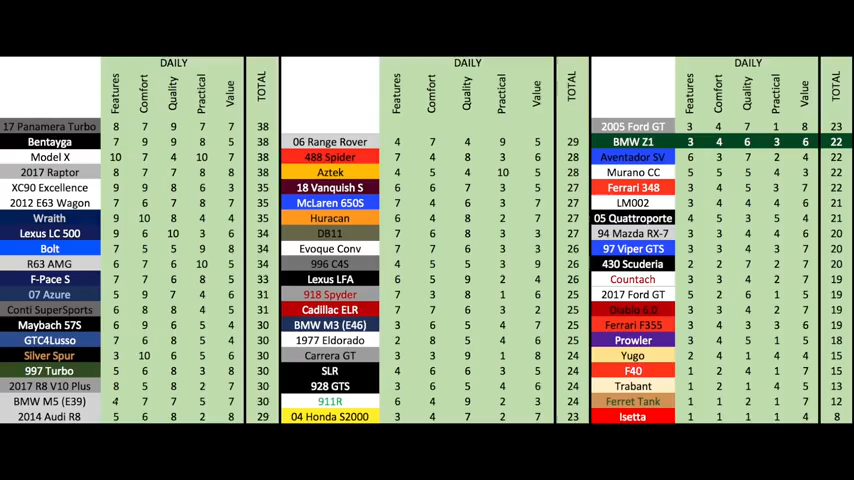 DAILY
Features Comfort Quality Practical Value TOTAL
17 Panamera Turbo 8 7 9 7 7 38
Bentayga 7 9 9 8 5 38
Model X 10 7 4 10 7 38
2017 Raptor 8 7 7 8 8 38
XC90 Excellence 9 9 8 6 3 35
2012 E63 Wagon 7 6 7 8 7 35
Wraith 9 10 8 4 4 35
Lexus LC 500 9 6 10 3 6 34
Bolt 7 5 5 9 8 34
R63 AMG 6 7 6 10 5 34
F-Pace S 7 7 6 8 5 33
07 Azure 5 9 7 4 6 31
Conti SuperSports 6 8 8 4 5 31
Maybach 57S 6 9 6 5 4 30
GTC4Lusso 7 6 7 5 5 30
Silver Spur 3 10 6 5 6 30
997 Turbo 5 6 8 3 8 30
2017 R8 V10 Plus 8 5 8 2 7 30
BMW M5 (E39) 4 7 7 5 7 30
2014 Audi R8 5 6 8 2 8 29
DAILY
Features Comfort Quality Practical Value TOTAL
06 Range Rover 4 7 4 9 5 29
488 Spider 7 4 8 3 6 28
Aztek 4 5 4 10 5 28
18 Vanquish S 6 6 7 3 5 27
McLaren 650S 5 6 7 3 6 27
Huracan 6 4 8 2 7 27
DB11 7 6 8 3 3 27
Evoque Conv 7 7 6 3 3 26
996 C4S 4 5 5 3 9 26
Lexus LFA 6 5 9 2 4 26
918 Spyder 7 3 8 1 6 25
Cadillac ELR 7 7 6 3 2 25
BMW M3 (E46) 3 6 5 4 7 25
1977 Eldorado 2 8 5 4 6 25
Carrera GT 3 3 9 1 8 24
SLR 4 6 6 3 5 24
928 GTS 3 6 5 4 6 24
911R 6 4 9 2 3 24
04 Honda S2000 3 4 7 2 7 23
DAILY
Features Comfort Quality Practical Value TOTAL
2005 Ford GT 3 4 7 1 8 23
BMW Z1 3 4 6 3 6 22
Aventador SV 6 3 7 2 4 22
Murano CC 5 5 5 4 3 22
Ferrari 348 4 4 4 3 7 22
LM002 3 4 4 6 4 21
05 Quattroporte 4 5 3 5 4 21
94 Mazda RX-7 3 3 4 4 6 20
97 Viper GTS 3 3 4 4 6 20
430 Scuderia 2 2 7 2 7 20
Countach 1 1 6 4 7 19
2017 Ford GT 5 2 6 1 5 19
Diablo 6.0 3 3 5 3 5 19
Ferrari F355 3 4 3 3 6 19
Prowler 4 4 5 3 2 18
Yugo 2 4 1 4 4 15
F40 1 1 4 2 7 15
Trabant 1 2 1 4 5 13
Ferret Tank 1 1 2 1 7 12
Isetta 1 1 1 1 4 8